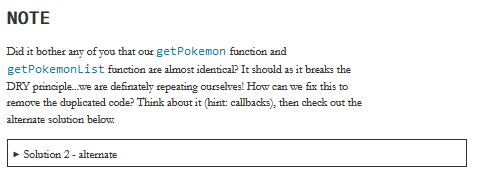 NOTE
Did it bother any of you that our getPokemon function and
getPokemonList function are almost identical? It should as it breaks the
DRY principle...we are definately repeating ourselves! How can we fix this to
remove the duplicated code? Think about it (hint: callbacks), then check out the
alternate solution below.
▸ Solution 2 - alternate